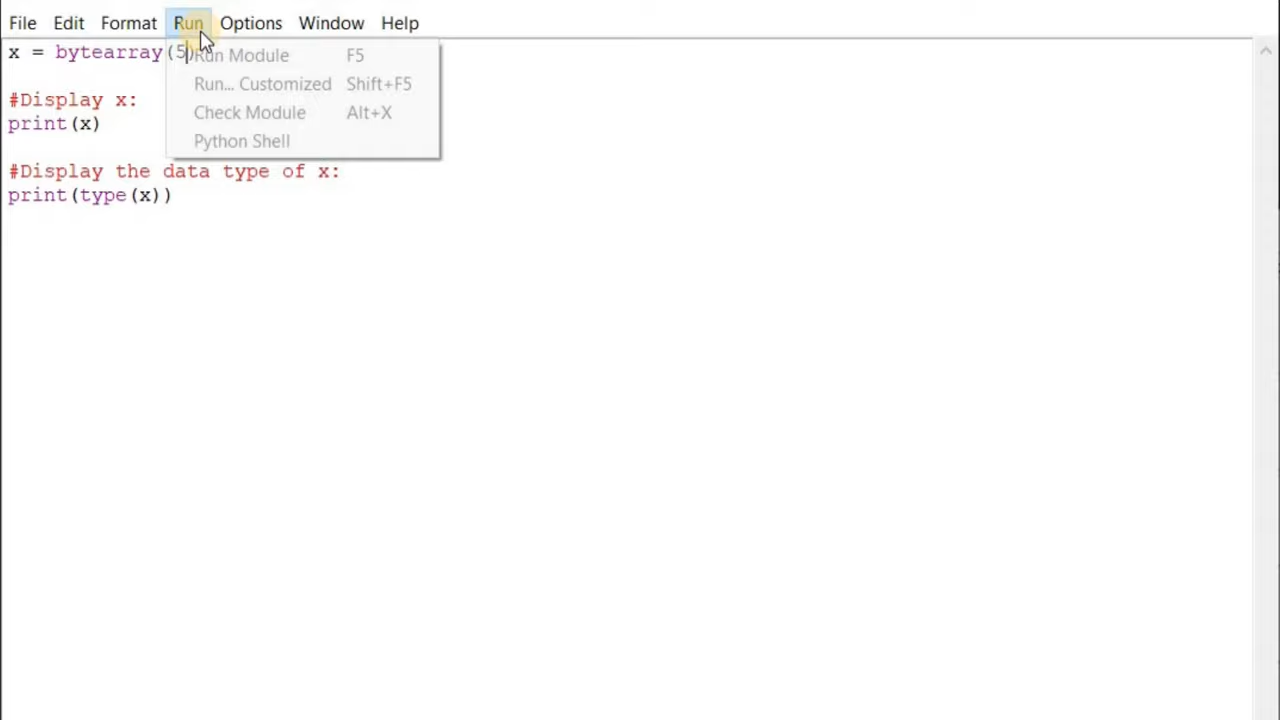 File Edit Format Run Options Window Help
x = bytearray(5)
Run Module F5
Run... Customized Shift+F5
#Display x:
Check Module Alt+X
print(x)
Python Shell
#Display the data type of x:
print(type(x))